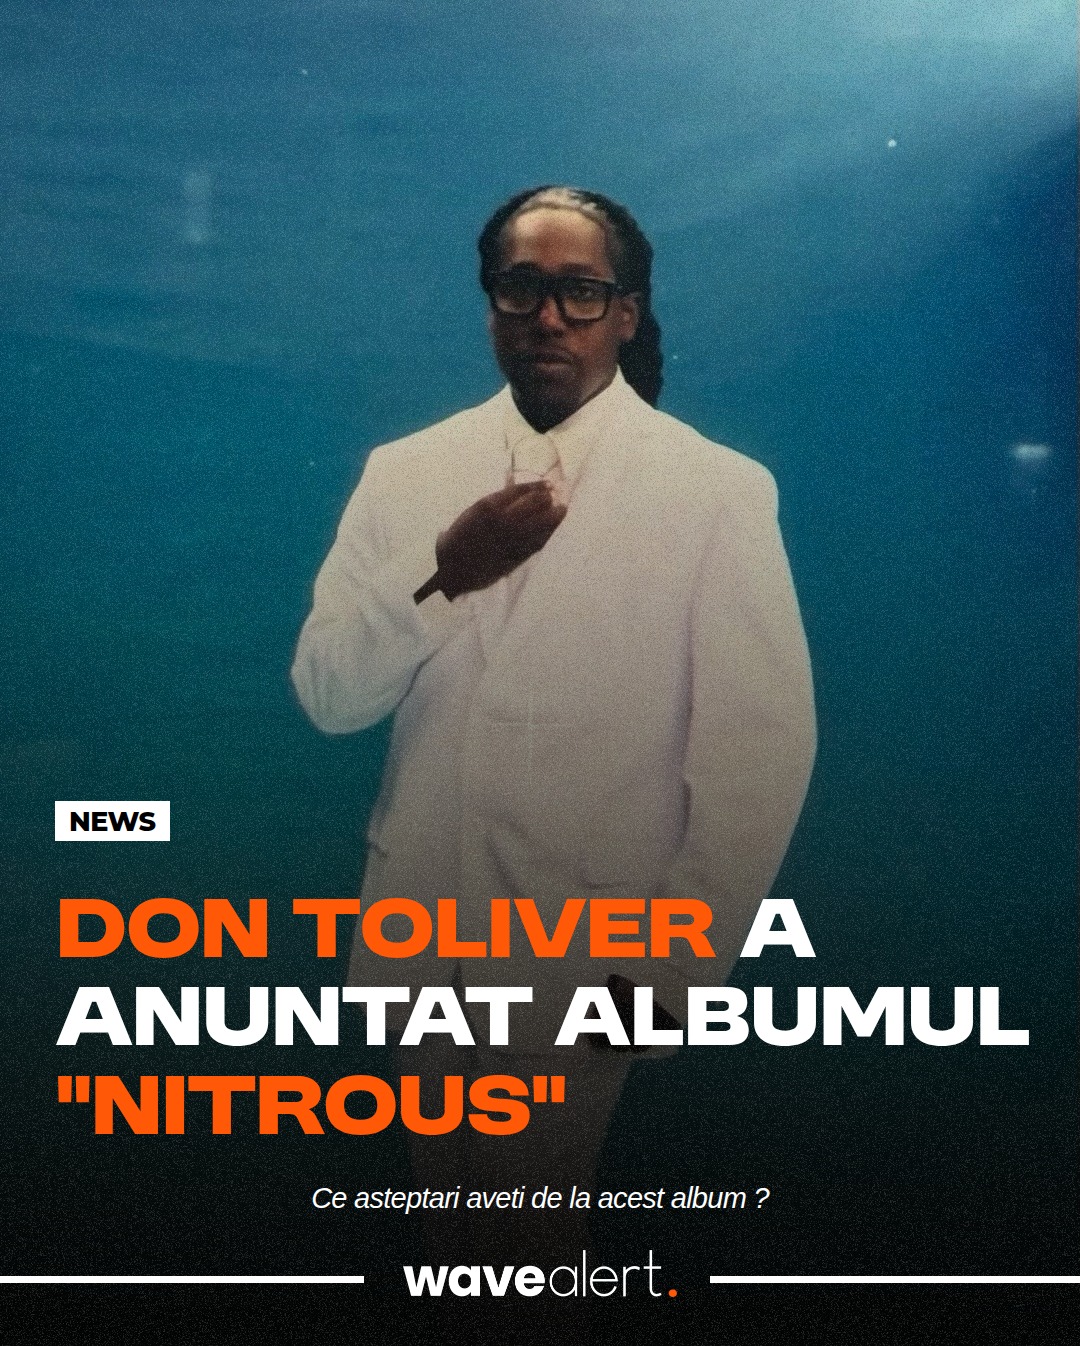 NEWS
DON TOLIVER A
ANUNTAT ALBUMUL
"NITROUS"
Ce asteptari aveti de la acest album ?
wavealert.